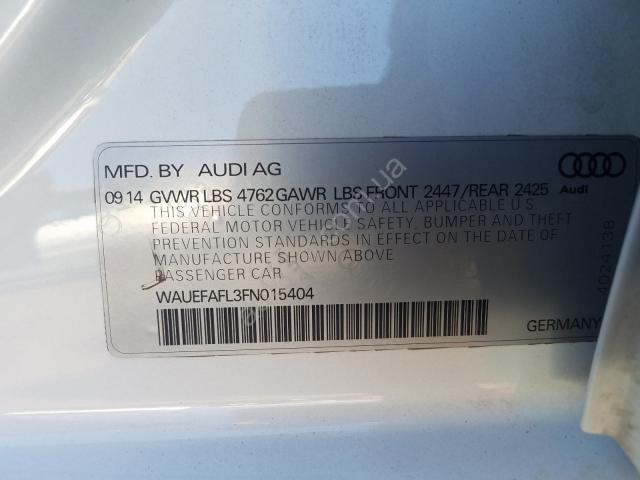 MFD. BY AUDI AG
09 14 GVWR LBS 4762 GAWR LBS FRONT 2447/REAR 2425
Audi
THIS VEHICLE CONFORMS TO ALL APPLICABLE U.S.
FEDERAL MOTOR VEHICLE SAFETY, BUMPER AND THEFT
PREVENTION STANDARDS IN EFFECT ON THE DATE OF
MANUFACTURE SHOWN ABOVE
PASSENGER CAR
WAUEFAFL3FN015404
GERMANY
4024138